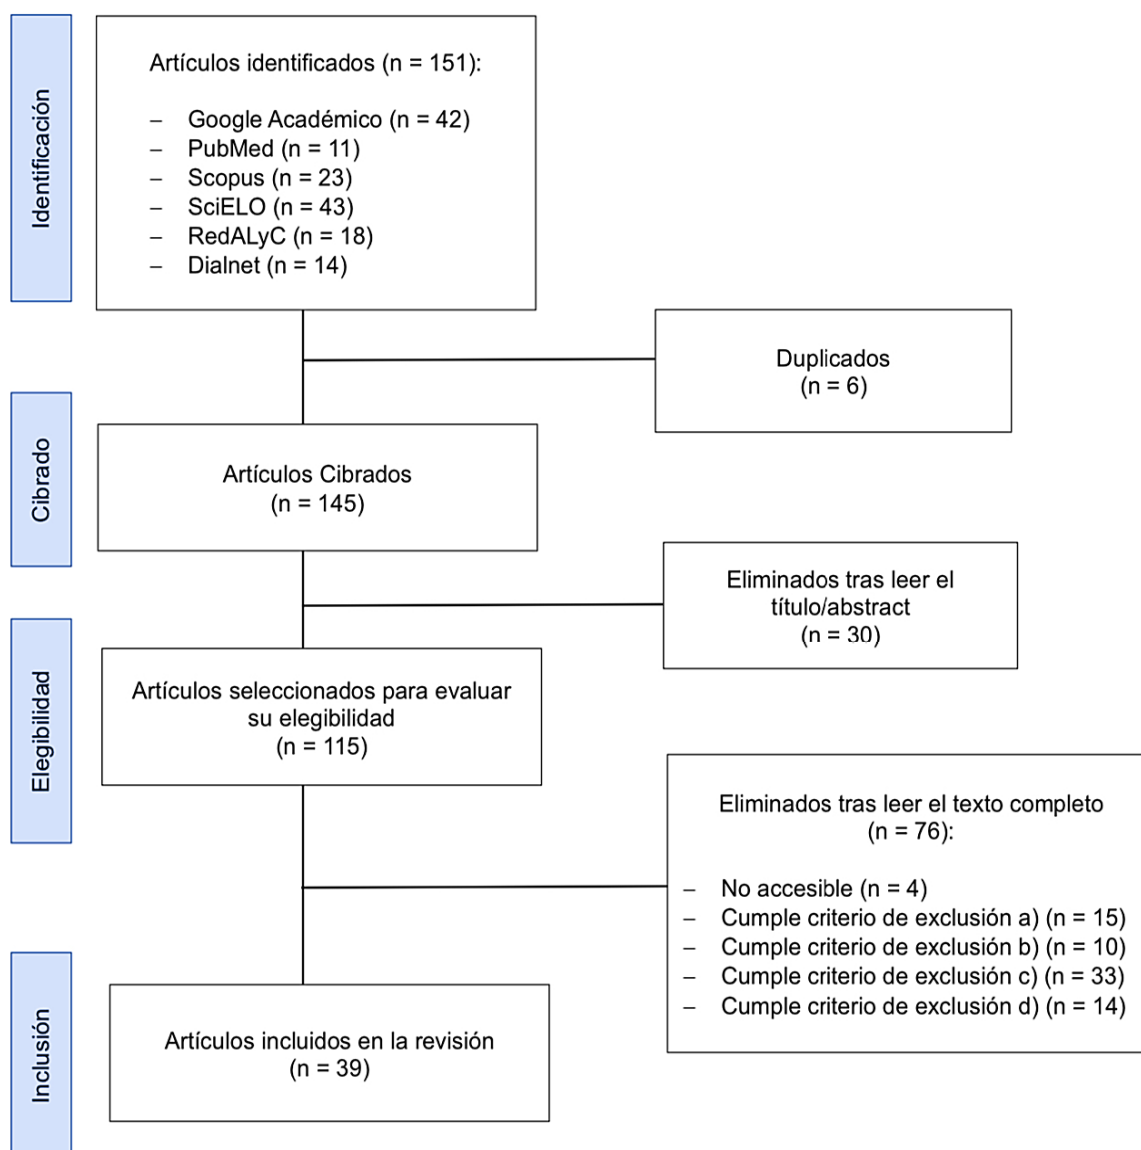 Identificación
Artículos identificados (n = 151):
– Google Académico (n = 42)
– PubMed (n = 11)
– Scopus (n = 23)
– SciELO (n = 43)
– RedALyC (n = 18)
– Dialnet (n = 14)
Duplicados
(n = 6)
Cibrado
Artículos Cibrados
(n = 145)
Eliminados tras leer el
título/abstract
(n = 30)
Elegibilidad
Artículos seleccionados para evaluar
su elegibilidad
(n = 115)
Eliminados tras leer el texto completo
(n = 76):
– No accesible (n = 4)
– Cumple criterio de exclusión a) (n = 15)
– Cumple criterio de exclusión b) (n = 10)
– Cumple criterio de exclusión c) (n = 33)
– Cumple criterio de exclusión d) (n = 14)
Inclusión
Artículos incluidos en la revisión
(n = 39)